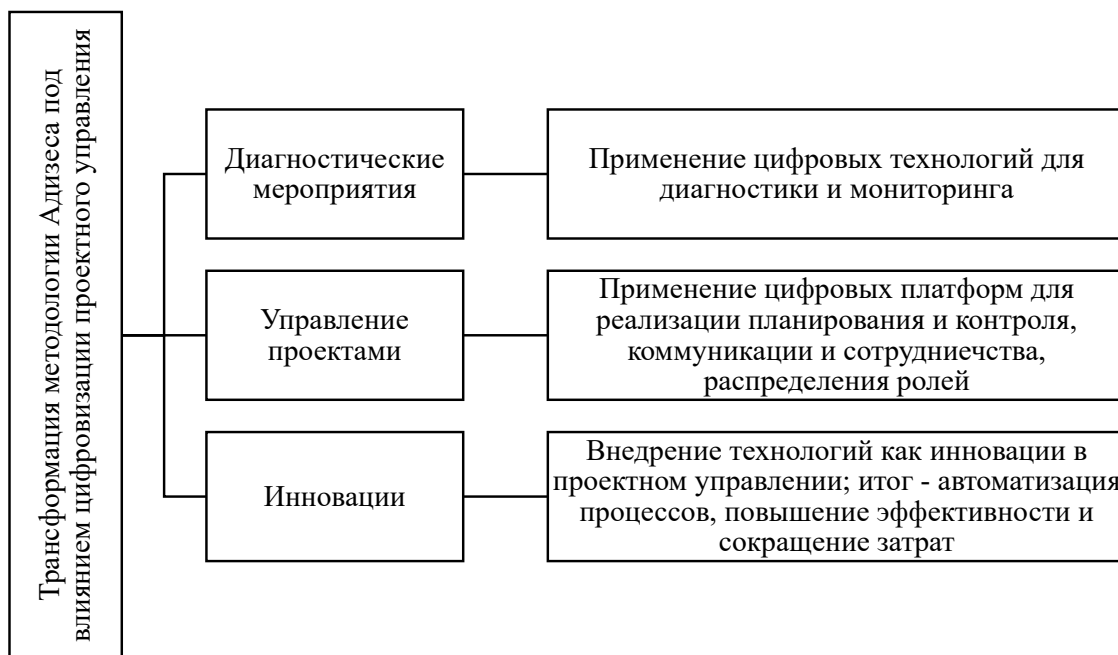 Трансформация методологии Адизеса под
влиянием цифровизации проектного управления
Диагностические
мероприятия
Применение цифровых технологий для
диагностики и мониторинга
Управление
проектами
Применение цифровых платформ для
реализации планирования и контроля,
коммуникации и сотрудниечства,
распределения ролей
Инновации
Внедрение технологий как инновации в
проектном управлении; итог - автоматизация
процессов, повышение эффективности и
сокращение затрат